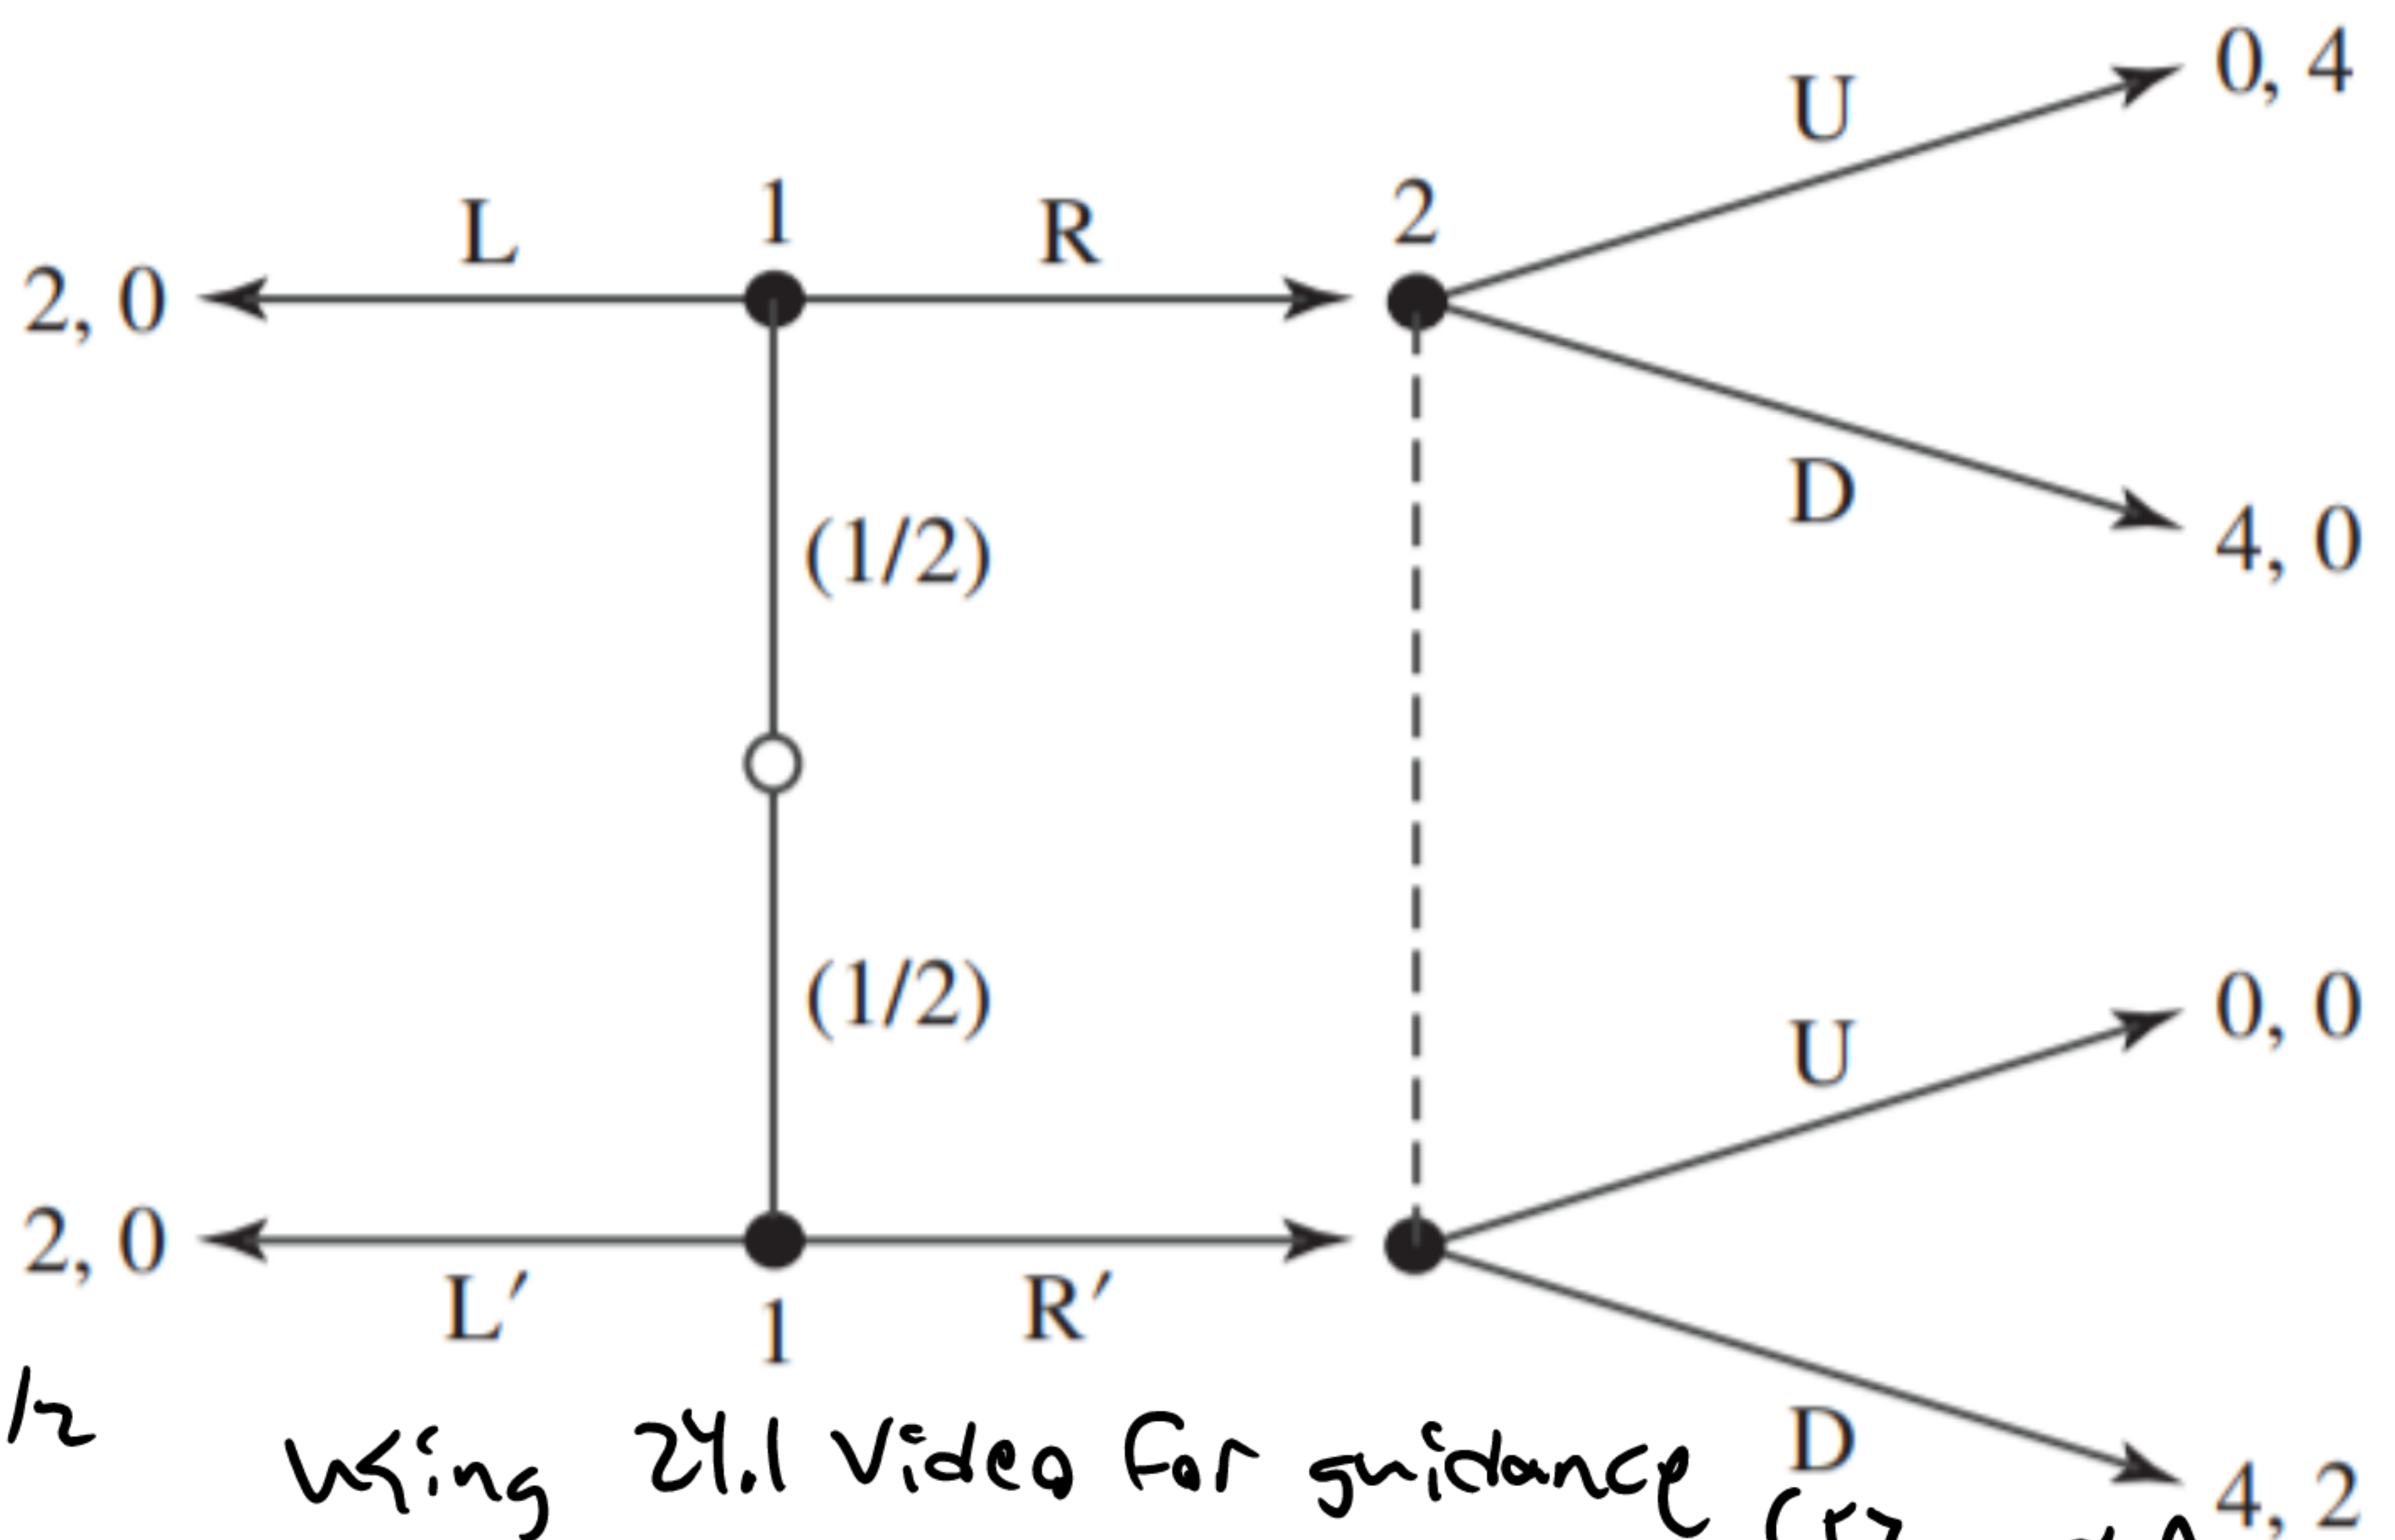 0, 4
U
L 1 R 2
2, 0
D
4, 0
(1/2)
(1/2)
0, 0
U
2, 0
L′ 1 R′
D
/2
Using 24.1 Video for guidance
4, 2